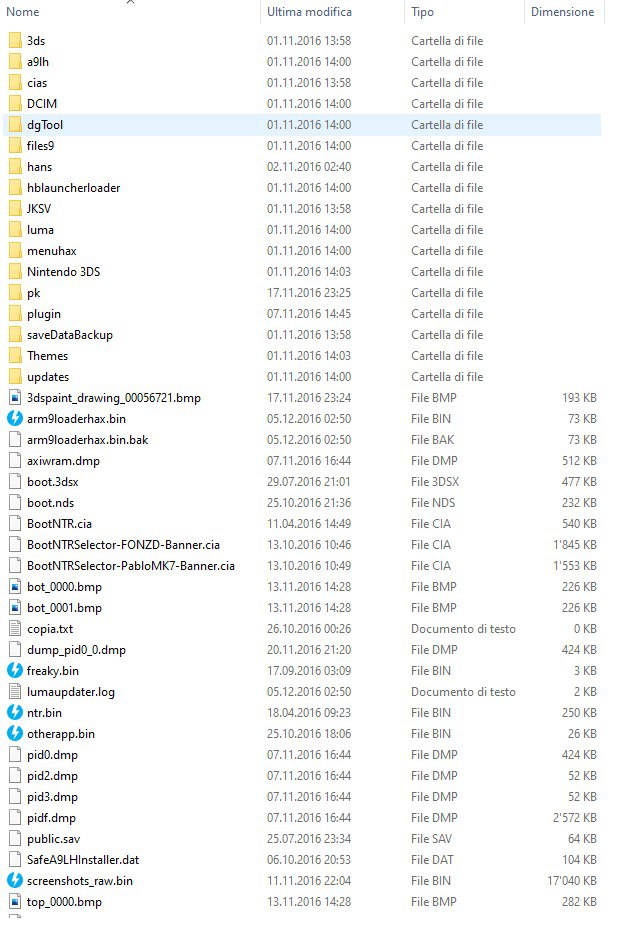 Nome Ultima modifica Tipo Dimensione
3ds 01.11.2016 13:58 Cartella di file
a9lh 01.11.2016 14:00 Cartella di file
cias 01.11.2016 13:58 Cartella di file
DCIM 01.11.2016 14:00 Cartella di file
dgTool 01.11.2016 14:00 Cartella di file
files9 01.11.2016 14:00 Cartella di file
hans 02.11.2016 02:40 Cartella di file
hblauncherloader 01.11.2016 14:00 Cartella di file
JKSV 01.11.2016 13:58 Cartella di file
luma 01.11.2016 14:00 Cartella di file
menuhax 01.11.2016 14:00 Cartella di file
Nintendo 3DS 01.11.2016 14:03 Cartella di file
pk 17.11.2016 23:25 Cartella di file
plugin 07.11.2016 14:45 Cartella di file
saveDataBackup 01.11.2016 13:58 Cartella di file
Themes 01.11.2016 14:03 Cartella di file
updates 01.11.2016 14:00 Cartella di file
3dspaint_drawing_00056721.bmp 17.11.2016 23:24 File BMP 193 KB
arm9loaderhax.bin 05.12.2016 02:50 File BIN 73 KB
arm9loaderhax.bin.bak 05.12.2016 02:50 File BAK 73 KB
axiwram.dmp 07.11.2016 16:44 File DMP 512 KB
boot.3dsx 29.07.2016 21:01 File 3DSX 477 KB
boot.nds 25.10.2016 21:36 File NDS 232 KB
BootNTR.cia 11.04.2016 14:49 File CIA 540 KB
BootNTRSelector-FONZD-Banner.cia 13.10.2016 10:46 File CIA 1'845 KB
BootNTRSelector-PabloMK7-Banner.cia 13.10.2016 10:49 File CIA 1'553 KB
bot_0000.bmp 13.11.2016 14:28 File BMP 226 KB
bot_0001.bmp 13.11.2016 14:28 File BMP 226 KB
copia.txt 26.10.2016 00:26 Documento di testo 0 KB
dump_pid0_0.dmp 20.11.2016 21:20 File DMP 424 KB
freaky.bin 17.09.2016 03:09 File BIN 3 KB
lumaupdater.log 05.12.2016 02:50 Documento di testo 2 KB
ntr.bin 18.04.2016 09:23 File BIN 250 KB
otherapp.bin 25.10.2016 18:06 File BIN 26 KB
pid0.dmp 07.11.2016 16:44 File DMP 424 KB
pid2.dmp 07.11.2016 16:44 File DMP 52 KB
pid3.dmp 07.11.2016 16:44 File DMP 52 KB
pidf.dmp 07.11.2016 16:44 File DMP 2'572 KB
public.sav 25.07.2016 23:34 File SAV 64 KB
SafeA9LHInstaller.dat 06.10.2016 20:53 File DAT 104 KB
screenshots_raw.bin 11.11.2016 22:04 File BIN 17'040 KB
top_0000.bmp 13.11.2016 14:28 File BMP 282 KB